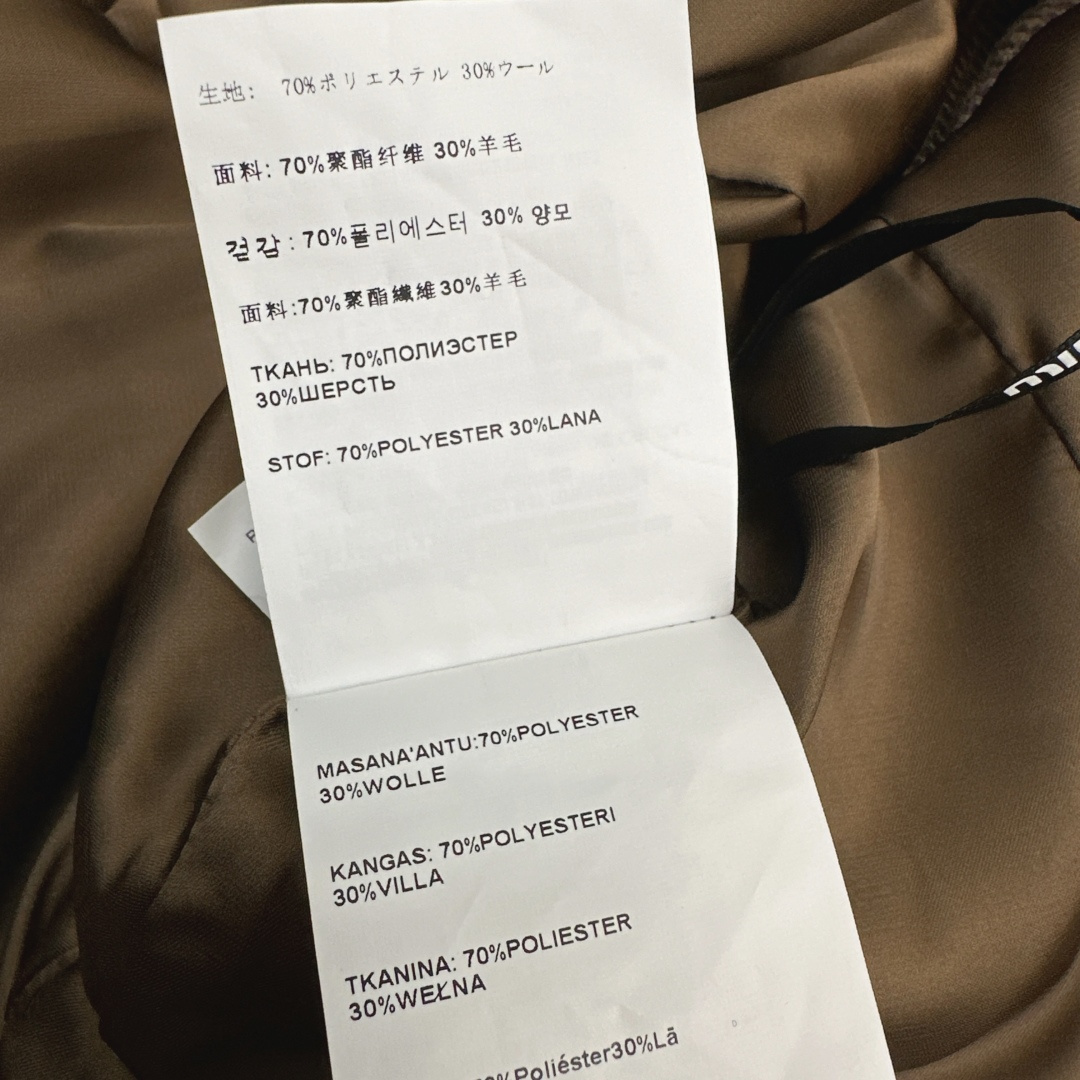 生地: 70%ポリエステル 30%ウール
面料: 70%聚酯纤维 30%羊毛
겉감 : 70%폴리에스터 30% 양모
面料:70%聚酯纖維30%羊毛
ТКАНЬ: 70%ПОЛИЭСТЕР
30%ШЕРСТЬ
STOF: 70%POLYESTER 30%LANA
MASANA'ANTU:70%POLYESTER
30%WOLLE
KANGAS: 70%POLYESTERI
30%VILLA
TKANINA: 70%POLIESTER
30%WEŁNA
Poliéster30%Lã